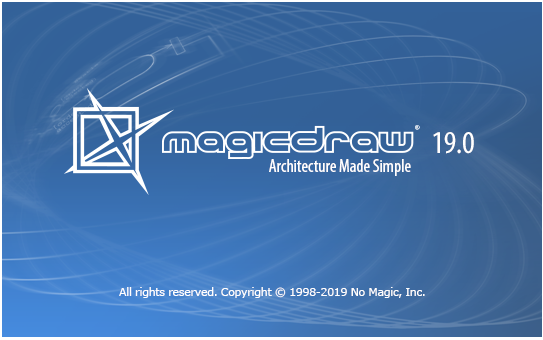 magicdraw® 19.0
Architecture Made Simple
All rights reserved. Copyright © 1998-2019 No Magic, Inc.